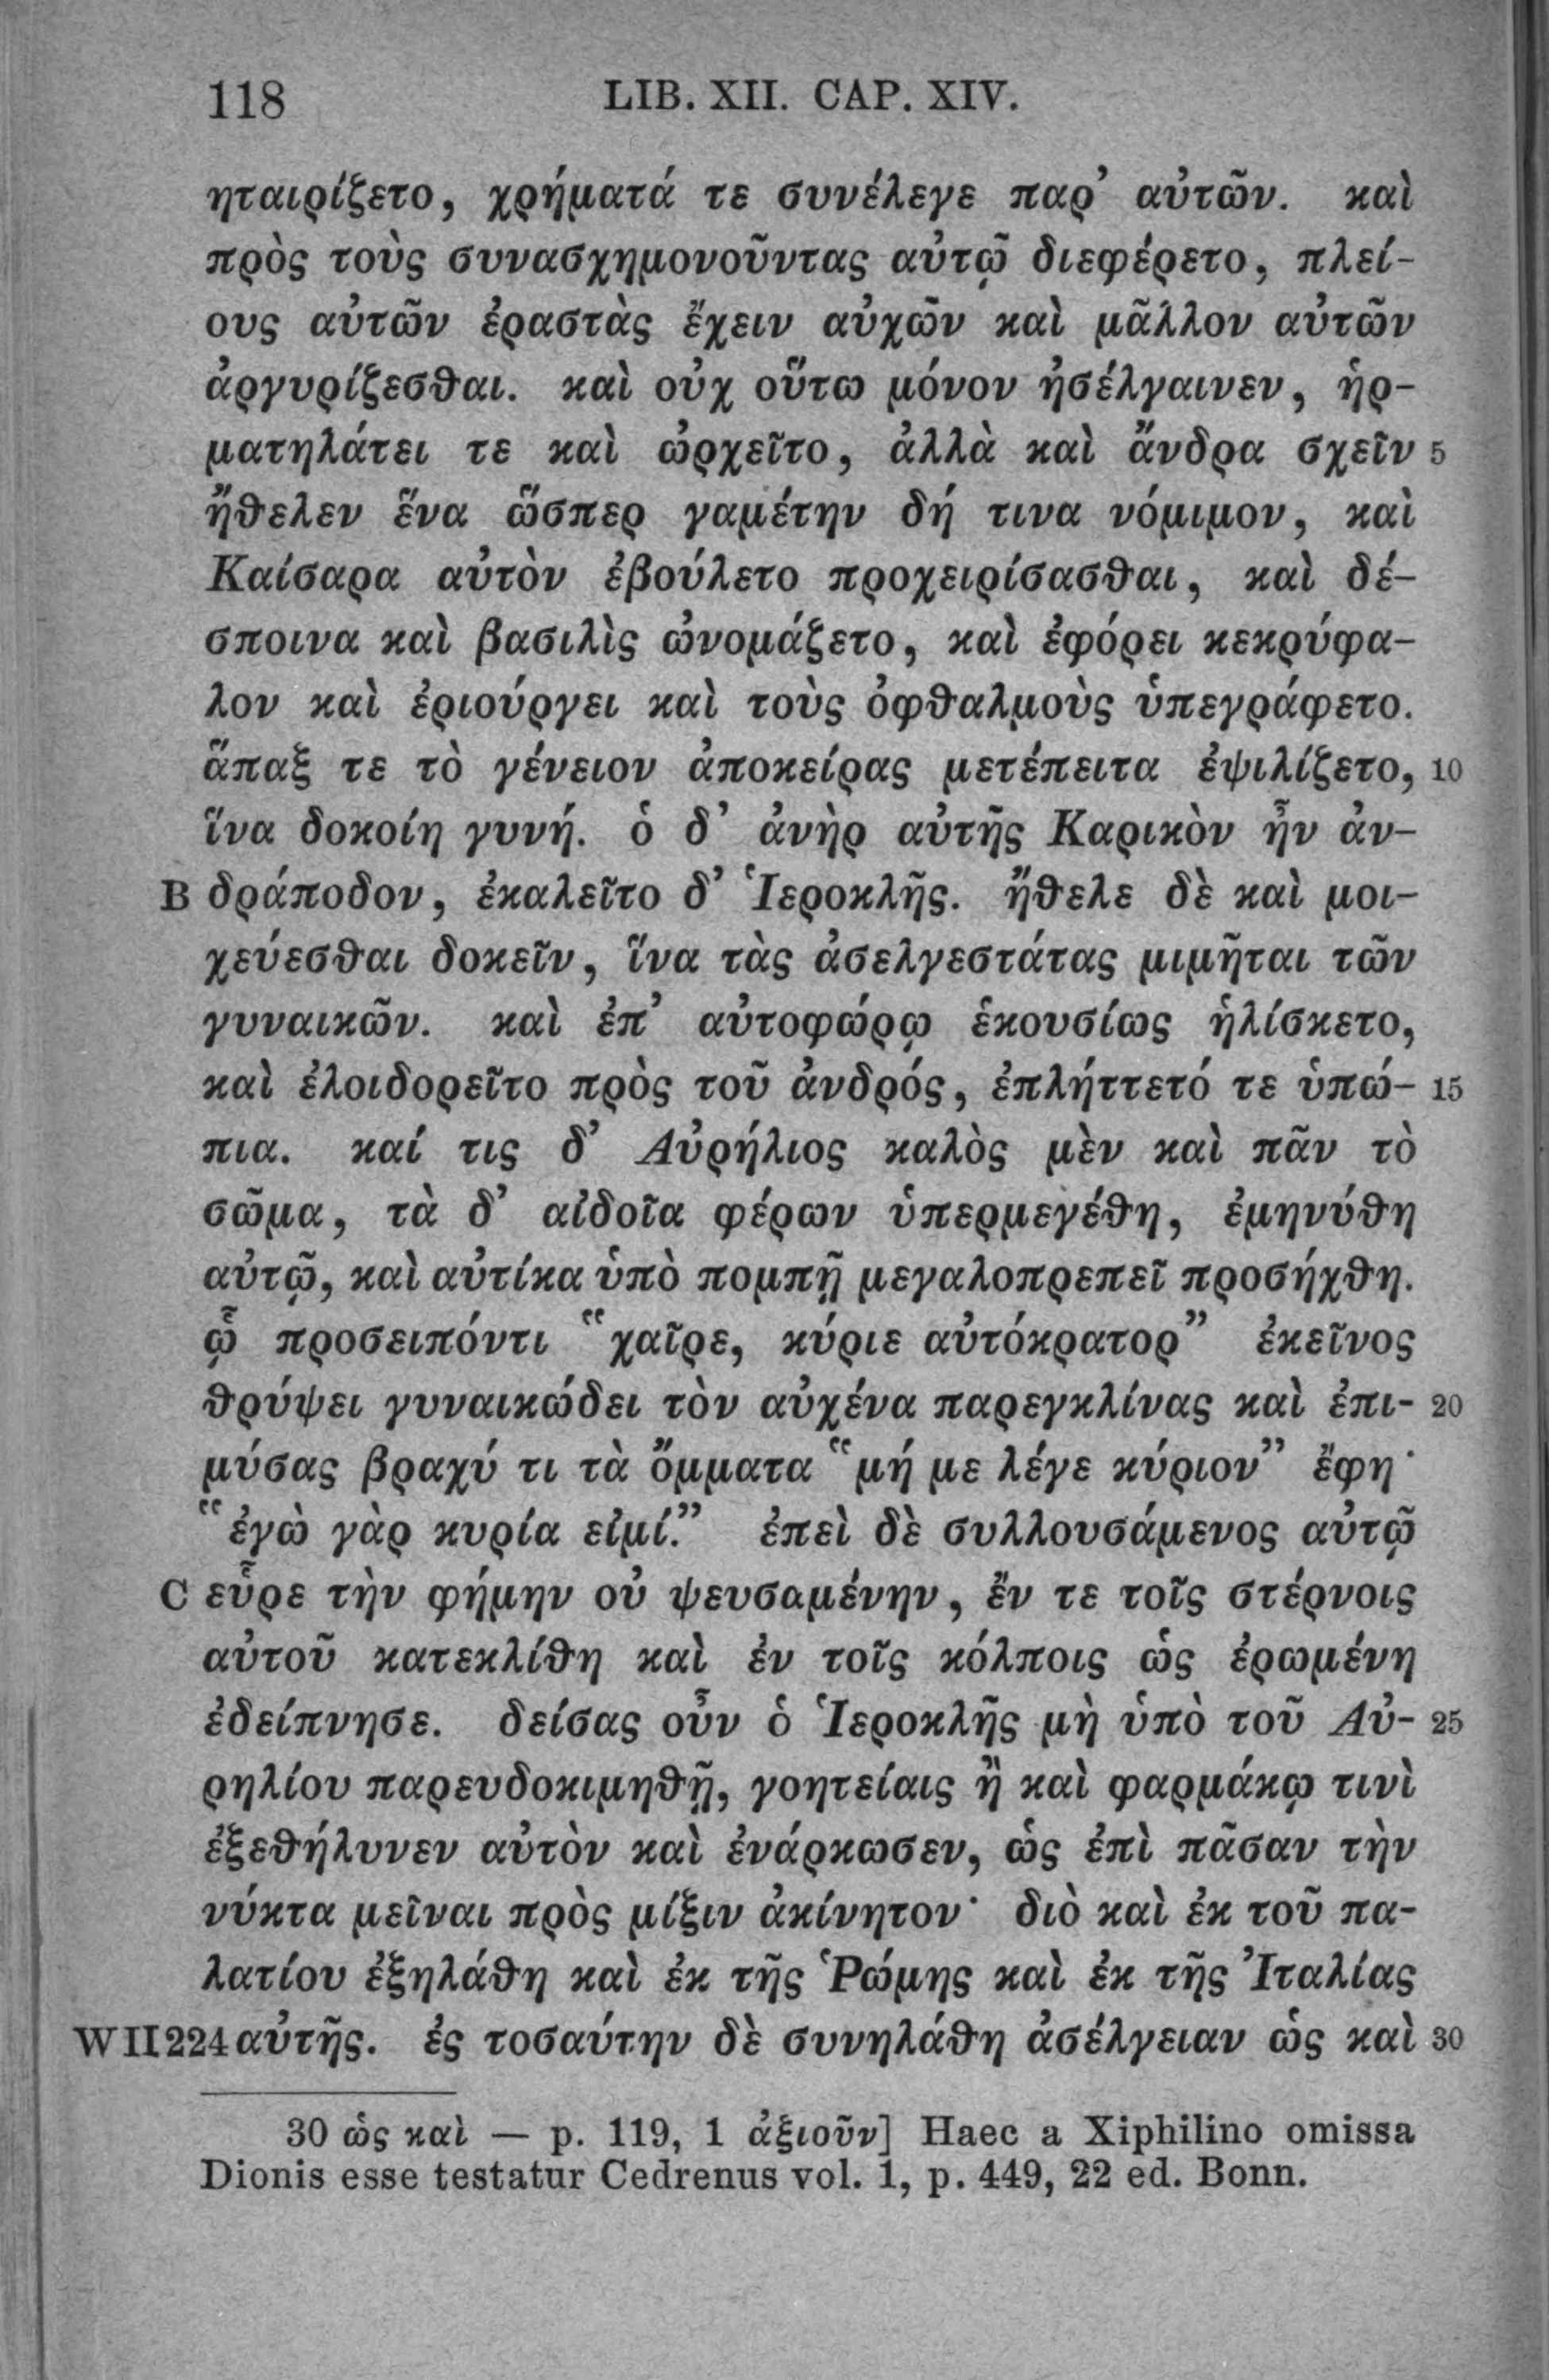 118 LIB. XII. CAP. XIV.
ηταιρίζετο, χρήματά τε συνέλεγε παρ’ αὐτῶν. καὶ
πρὸς τοὺς συνασχημονοῦντας αὐτῷ διεφέρετο, πλεί-
ους αὐτῶν ἐραστὰς ἔχειν αὐχῶν καὶ μᾶλλον αὐτῶν
ἀργυρίζεσθαι. καὶ οὐχ οὕτω μόνον ἠσέλγαινεν, ἡρ-
ματηλάτει τε καὶ ὠρχεῖτο, ἀλλὰ καὶ ἄνδρα σχεῖν 5
ἤθελεν ἕνα ὥσπερ γαμέτην δή τινα νόμιμον, καὶ
Καίσαρα αὐτὸν ἐβούλετο προχειρίσασθαι, καὶ δέ-
σποινα καὶ βασιλὶς ὠνομάζετο, καὶ ἐφόρει κεκρύφα-
λον καὶ ἐριούργει καὶ τοὺς ὀφθαλμοὺς ὑπεγράφετο.
ἅπαξ τε τὸ γένειον ἀποκείρας μετέπειτα ἐψιλίζετο, 10
ἵνα δοκοίη γυνή. ὁ δ’ ἀνὴρ αὐτῆς Καρικὸν ἦν ἀν-
B δράποδον, ἐκαλεῖτο δ’ Ἱεροκλῆς. ἤθελε δὲ καὶ μοι-
χεύεσθαι δοκεῖν, ἵνα τὰς ἀσελγεστάτας μιμῆται τῶν
γυναικῶν. καὶ ἐπ’ αὐτοφώρῳ ἑκουσίως ἡλίσκετο,
καὶ ἐλοιδορεῖτο πρὸς τοῦ ἀνδρός, ἐπλήττετό τε ὑπώ- 15
πια. καί τις δ’ Αὐρήλιος καλὸς μὲν καὶ πᾶν τὸ
σῶμα, τὰ δ’ αἰδοῖα φέρων ὑπερμεγέθη, ἐμηνύθη
αὐτῷ, καὶ αὐτίκα ὑπὸ πομπῇ μεγαλοπρεπεῖ προσήχθη.
ᾧ προσειπόντι “χαῖρε, κύριε αὐτόκρατορ” ἐκεῖνος
θρύψει γυναικώδει τὸν αὐχένα παρεγκλίνας καὶ ἐπι- 20
μύσας βραχύ τι τὰ ὄμματα “μή με λέγε κύριον” ἔφη·
“ἐγὼ γὰρ κυρία εἰμί.” ἐπεὶ δὲ συλλουσάμενος αὐτῷ
C εὗρε τὴν φήμην οὐ ψευσαμένην, ἔν τε τοῖς στέρνοις
αὐτοῦ κατεκλίθη καὶ ἐν τοῖς κόλποις ὡς ἐρωμένη
ἐδείπνησε. δείσας οὖν ὁ Ἱεροκλῆς μὴ ὑπὸ τοῦ Αὐ- 25
ρηλίου παρευδοκιμηθῇ, γοητείαις ἢ καὶ φαρμάκῳ τινὶ
ἐξεθήλυνεν αὐτὸν καὶ ἐνάρκωσεν, ὡς ἐπὶ πᾶσαν τὴν
νύκτα μεῖναι πρὸς μίξιν ἀκίνητον· διὸ καὶ ἐκ τοῦ πα-
λατίου ἐξηλάθη καὶ ἐκ τῆς Ῥώμης καὶ ἐκ τῆς Ἰταλίας
W II 224 αὐτῆς. ἐς τοσαύτην δὲ συνηλάθη ἀσέλγειαν ὡς καὶ 30
30 ὡς καὶ — p. 119, 1 ἀξιοῦν] Haec a Xiphilino omissa
Dionis esse testatur Cedrenus vol. 1, p. 449, 22 ed. Bonn.